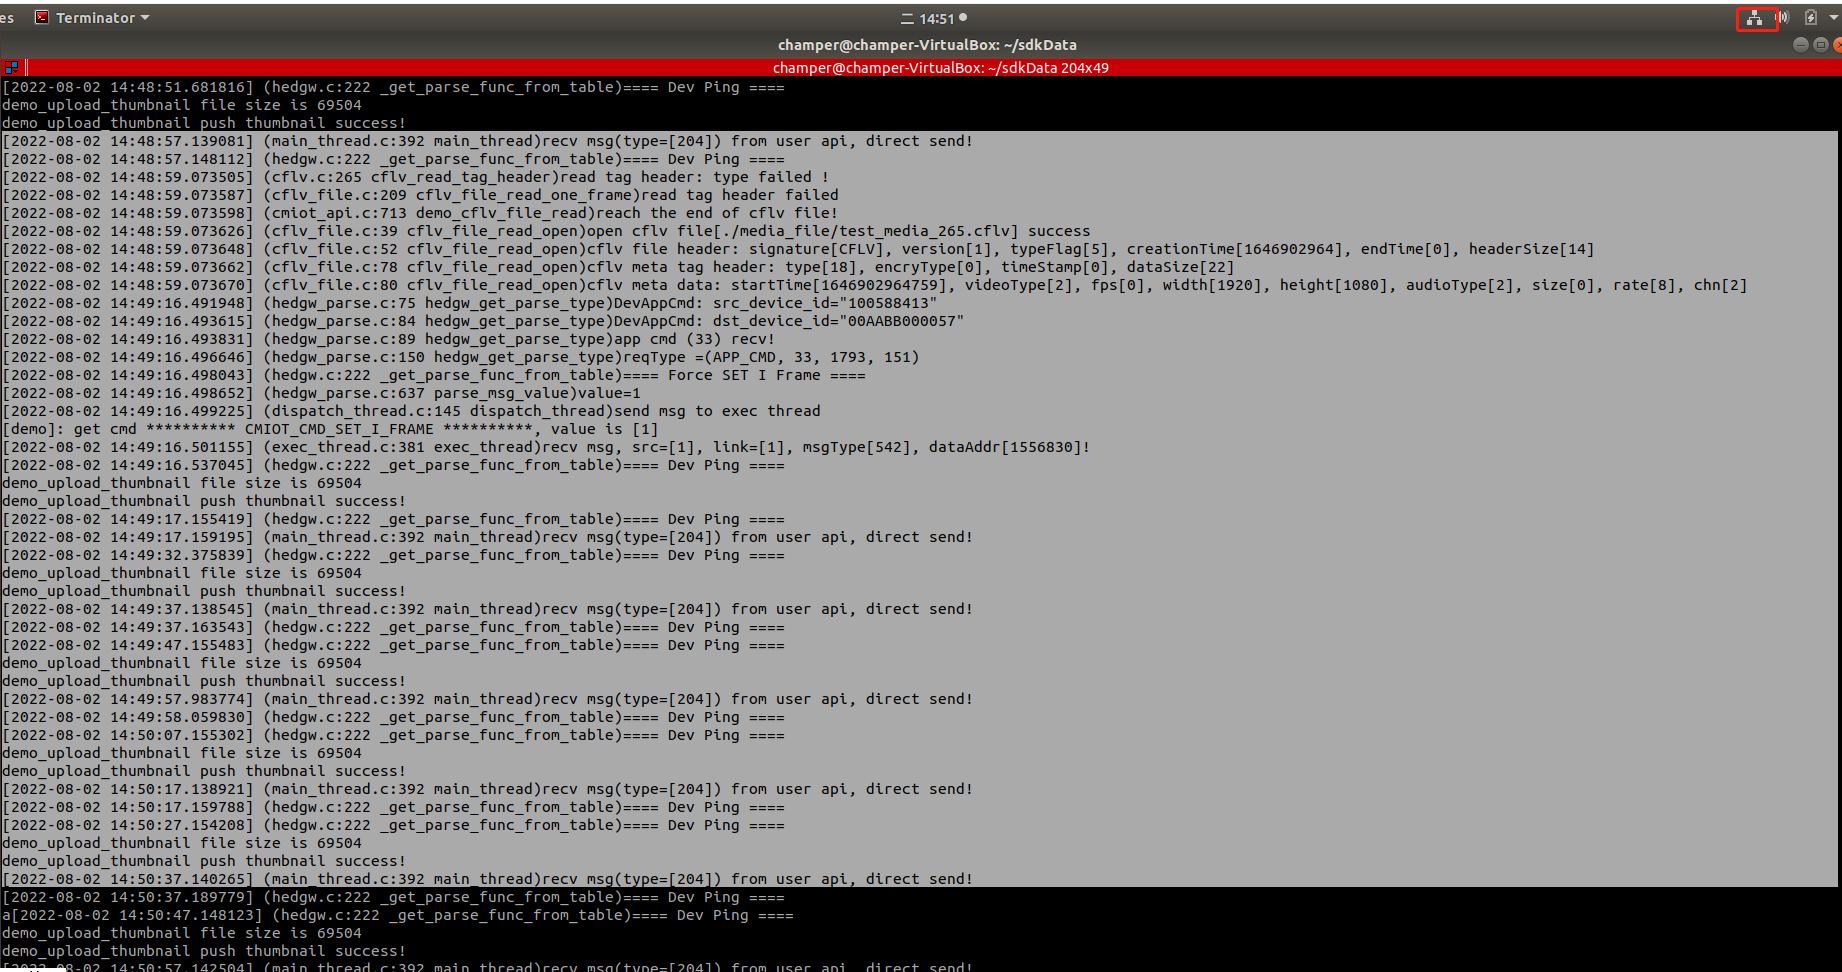 es Terminator 二 14:51
champer@champer-VirtualBox: ~/sdkData
champer@champer-VirtualBox: ~/sdkData 204x49
[2022-08-02 14:48:51.681816] (hedgw.c:222 _get_parse_func_from_table)==== Dev Ping ====
demo_upload_thumbnail file size is 69504
demo_upload_thumbnail push thumbnail success!
[2022-08-02 14:48:57.139081] (main_thread.c:392 main_thread)recv msg(type=[204]) from user api, direct send!
[2022-08-02 14:48:57.148112] (hedgw.c:222 _get_parse_func_from_table)==== Dev Ping ====
[2022-08-02 14:48:59.073505] (cflv.c:265 cflv_read_tag_header)read tag header: type failed !
[2022-08-02 14:48:59.073587] (cflv_file.c:209 cflv_file_read_one_frame)read tag header failed
[2022-08-02 14:48:59.073598] (cmiot_api.c:713 demo_cflv_file_read)reach the end of cflv file!
[2022-08-02 14:48:59.073626] (cflv_file.c:39 cflv_file_read_open)open cflv file[./media_file/test_media_265.cflv] success
[2022-08-02 14:48:59.073648] (cflv_file.c:52 cflv_file_read_open)cflv file header: signature[CFLV], version[1], typeFlag[5], creationTime[1646902964], endTime[0], headerSize[14]
[2022-08-02 14:48:59.073662] (cflv_file.c:78 cflv_file_read_open)cflv meta tag header: type[18], encryType[0], timeStamp[0], dataSize[22]
[2022-08-02 14:48:59.073670] (cflv_file.c:80 cflv_file_read_open)cflv meta data: startTime[1646902964759], videoType[2], fps[0], width[1920], height[1080], audioType[2], size[0], rate[8], chn[2]
[2022-08-02 14:49:16.491948] (hedgw_parse.c:75 hedgw_get_parse_type)DevAppCmd: src_device_id="100588413"
[2022-08-02 14:49:16.493615] (hedgw_parse.c:84 hedgw_get_parse_type)DevAppCmd: dst_device_id="00AABB000057"
[2022-08-02 14:49:16.493831] (hedgw_parse.c:89 hedgw_get_parse_type)app cmd (33) recv!
[2022-08-02 14:49:16.496646] (hedgw_parse.c:150 hedgw_get_parse_type)reqType =(APP_CMD, 33, 1793, 151)
[2022-08-02 14:49:16.498043] (hedgw.c:222 _get_parse_func_from_table)==== Force SET I Frame ====
[2022-08-02 14:49:16.498652] (hedgw_parse.c:637 parse_msg_value)value=1
[2022-08-02 14:49:16.499225] (dispatch_thread.c:145 dispatch_thread)send msg to exec thread
[demo]: get cmd ********** CMIOT_CMD_SET_I_FRAME **********, value is [1]
[2022-08-02 14:49:16.501155] (exec_thread.c:381 exec_thread)recv msg, src=[1], link=[1], msgType[542], dataAddr[1556830]!
[2022-08-02 14:49:16.537045] (hedgw.c:222 _get_parse_func_from_table)==== Dev Ping ====
demo_upload_thumbnail file size is 69504
demo_upload_thumbnail push thumbnail success!
[2022-08-02 14:49:17.155419] (hedgw.c:222 _get_parse_func_from_table)==== Dev Ping ====
[2022-08-02 14:49:17.159195] (main_thread.c:392 main_thread)recv msg(type=[204]) from user api, direct send!
[2022-08-02 14:49:32.375839] (hedgw.c:222 _get_parse_func_from_table)==== Dev Ping ====
demo_upload_thumbnail file size is 69504
demo_upload_thumbnail push thumbnail success!
[2022-08-02 14:49:37.138545] (main_thread.c:392 main_thread)recv msg(type=[204]) from user api, direct send!
[2022-08-02 14:49:37.163543] (hedgw.c:222 _get_parse_func_from_table)==== Dev Ping ====
[2022-08-02 14:49:47.155483] (hedgw.c:222 _get_parse_func_from_table)==== Dev Ping ====
demo_upload_thumbnail file size is 69504
demo_upload_thumbnail push thumbnail success!
[2022-08-02 14:49:57.983774] (main_thread.c:392 main_thread)recv msg(type=[204]) from user api, direct send!
[2022-08-02 14:49:58.059830] (hedgw.c:222 _get_parse_func_from_table)==== Dev Ping ====
[2022-08-02 14:50:07.155302] (hedgw.c:222 _get_parse_func_from_table)==== Dev Ping ====
demo_upload_thumbnail file size is 69504
demo_upload_thumbnail push thumbnail success!
[2022-08-02 14:50:17.138921] (main_thread.c:392 main_thread)recv msg(type=[204]) from user api, direct send!
[2022-08-02 14:50:17.159788] (hedgw.c:222 _get_parse_func_from_table)==== Dev Ping ====
[2022-08-02 14:50:27.154208] (hedgw.c:222 _get_parse_func_from_table)==== Dev Ping ====
demo_upload_thumbnail file size is 69504
demo_upload_thumbnail push thumbnail success!
[2022-08-02 14:50:37.140265] (main_thread.c:392 main_thread)recv msg(type=[204]) from user api, direct send!
[2022-08-02 14:50:37.189779] (hedgw.c:222 _get_parse_func_from_table)==== Dev Ping ====
a[2022-08-02 14:50:47.148123] (hedgw.c:222 _get_parse_func_from_table)==== Dev Ping ====
demo_upload_thumbnail file size is 69504
demo_upload_thumbnail push thumbnail success!
[2022-08-02 14:50:57.142504] (main_thread.c:392 main_thread)recv msg(type=[204]) from user api, direct send!